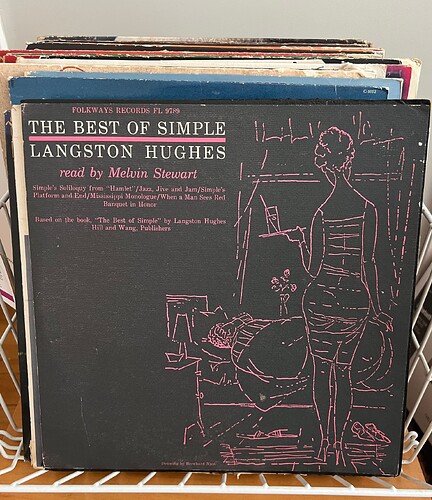 FOLKWAYS RECORDS FL 9789
THE BEST OF SIMPLE
LANGSTON HUGHES
read by Melvin Stewart
Simple's Soliloquy from "Hamlet"/Jazz, Jive and Jam/Simple's
Platform and End/Mississippi Monologue/When a Man Sees Red
Banquet in Honor
Based on the book, "The Best of Simple" by Langston Hughes
Hill and Wang, Publishers